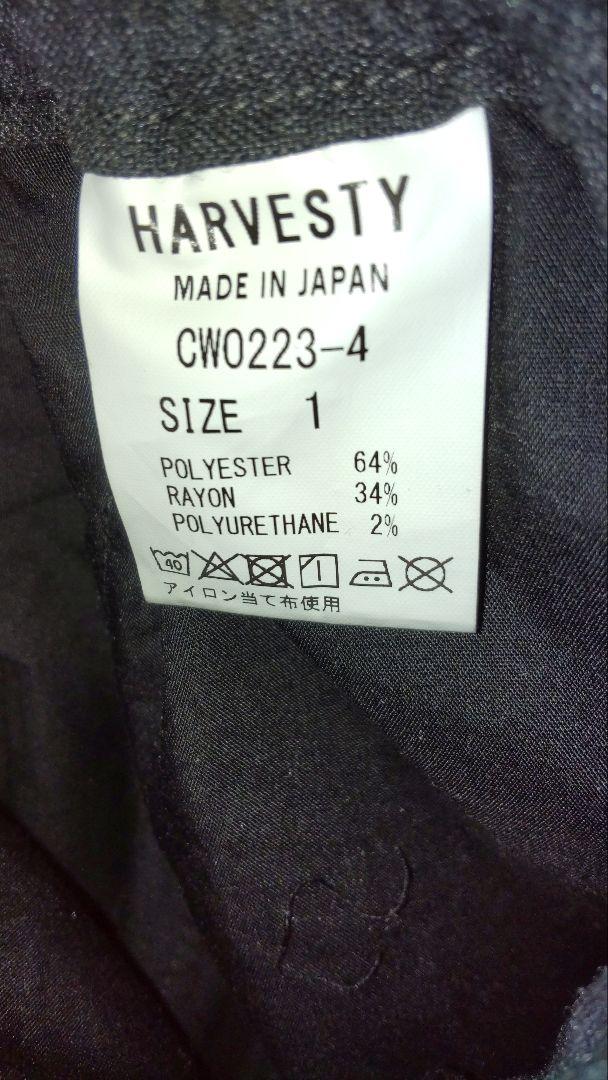 HARVESTY
MADE IN JAPAN
CW0223-4
SIZE 1
POLYESTER 64%
RAYON 34%
POLYURETHANE 2%
40
アイロン当て布使用